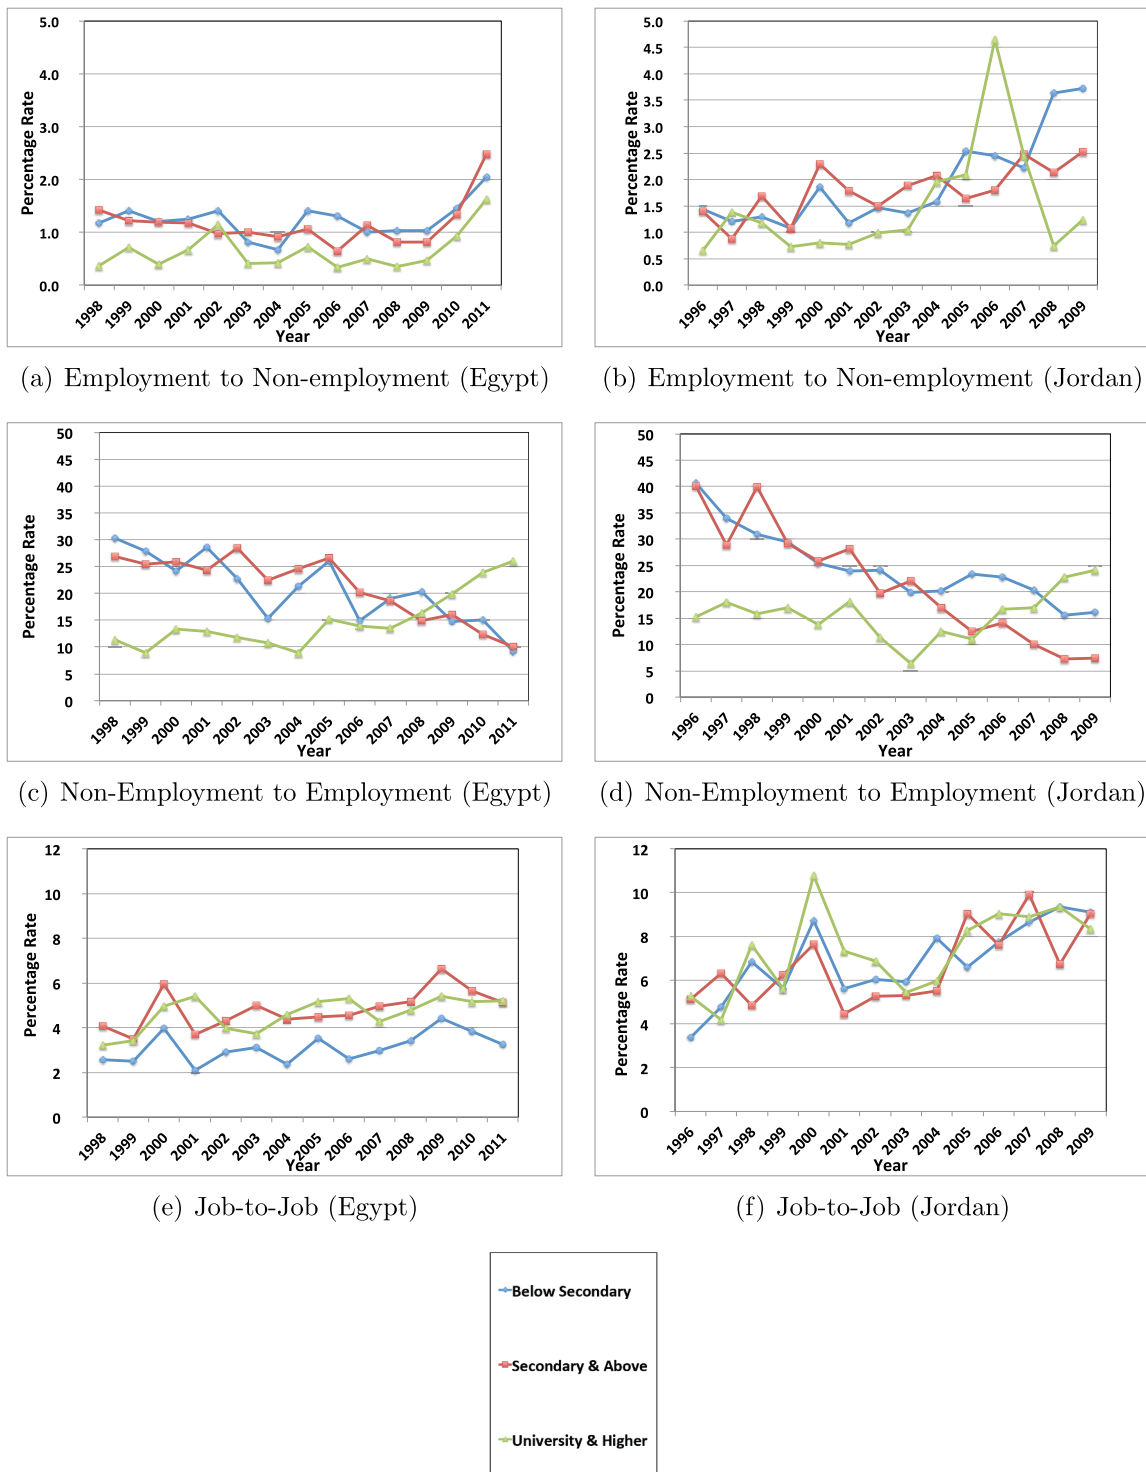 5.0
4.0
3.0
2.0
1.0
0.0
Percentage Rate
1998 1999 2000 2001 2002 2003 2004 2005 2006 2007 2008 2009 2010 2011
Year
(a) Employment to Non-employment (Egypt)
5.0
4.5
4.0
3.5
3.0
2.5
2.0
1.5
1.0
0.5
0.0
Percentage Rate
1996 1997 1998 1999 2000 2001 2002 2003 2004 2005 2006 2007 2008 2009
Year
(b) Employment to Non-employment (Jordan)
50
45
40
35
30
25
20
15
10
5
0
Percentage Rate
1998 1999 2000 2001 2002 2003 2004 2005 2006 2007 2008 2009 2010 2011
Year
(c) Non-Employment to Employment (Egypt)
50
45
40
35
30
25
20
15
10
5
0
Percentage Rate
1996 1997 1998 1999 2000 2001 2002 2003 2004 2005 2006 2007 2008 2009
Year
(d) Non-Employment to Employment (Jordan)
12
10
8
6
4
2
0
Percentage Rate
1998 1999 2000 2001 2002 2003 2004 2005 2006 2007 2008 2009 2010 2011
Year
(e) Job-to-Job (Egypt)
12
10
8
6
4
2
0
Percentage Rate
1996 1997 1998 1999 2000 2001 2002 2003 2004 2005 2006 2007 2008 2009
Year
(f) Job-to-Job (Jordan)
Below Secondary
Secondary & Above
University & Higher